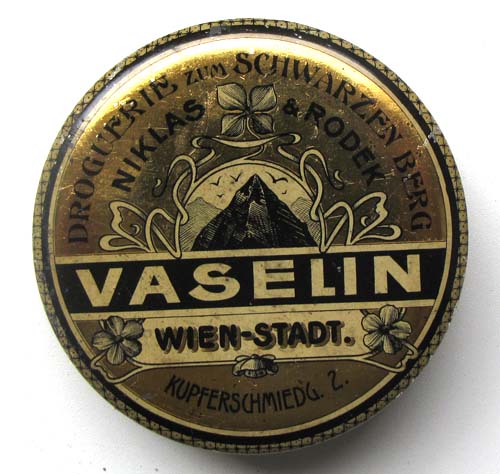 DROGUERIE ZUM SCHWARZEN BERG
NIKLAS & RODEK
VASELIN
WIEN-STADT.
KUPFERSCHMIEDG. 2.